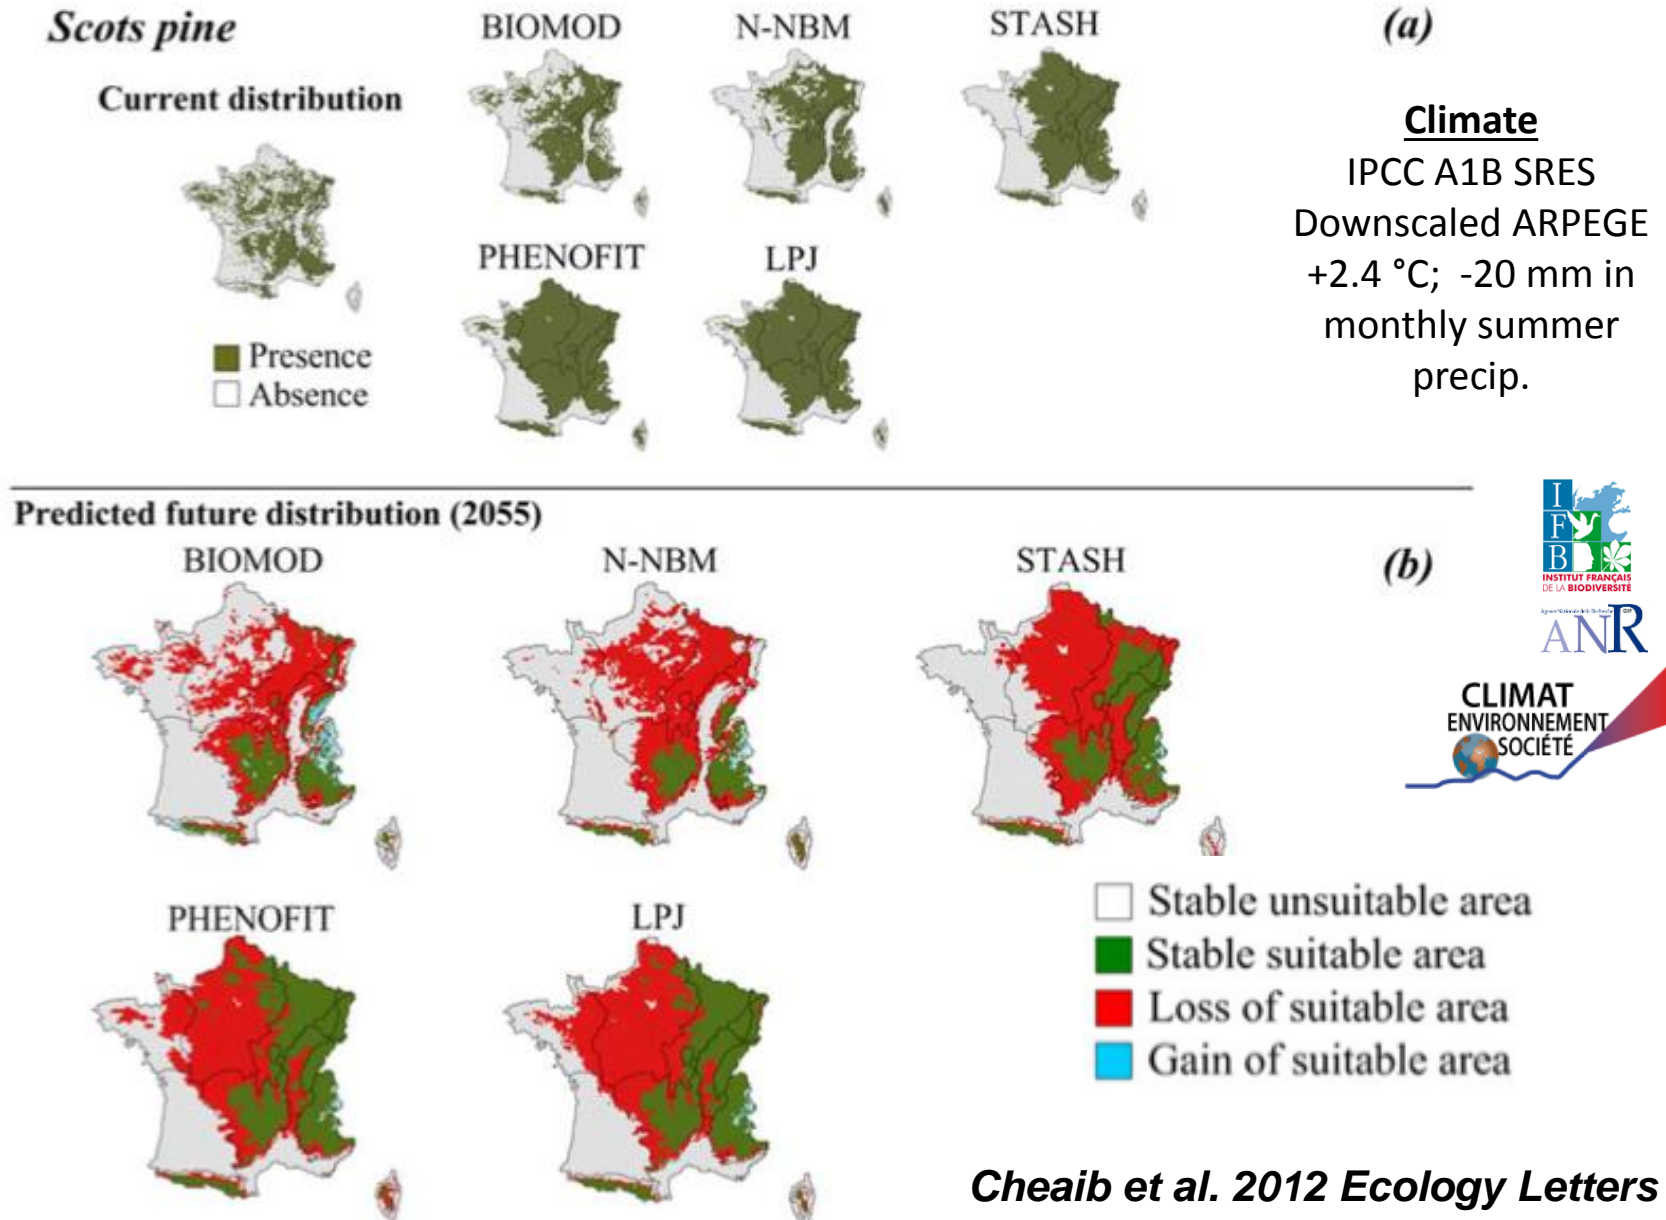 Scots pine
BIOMOD
N-NBM
STASH
(a)
Current distribution
PHENOFIT
LPJ
Presence
Absence
Climate
IPCC A1B SRES
Downscaled ARPEGE
+2.4 °C;  -20 mm in
monthly summer
precip.
Predicted future distribution (2055)
BIOMOD
N-NBM
STASH
(b)
PHENOFIT
LPJ
I
F
B
INSTITUT FRANÇAIS
DE LA BIODIVERSITÉ
ANR
CLIMAT
ENVIRONNEMENT
SOCIÉTÉ
Stable unsuitable area
Stable suitable area
Loss of suitable area
Gain of suitable area
Cheaib et al. 2012 Ecology Letters